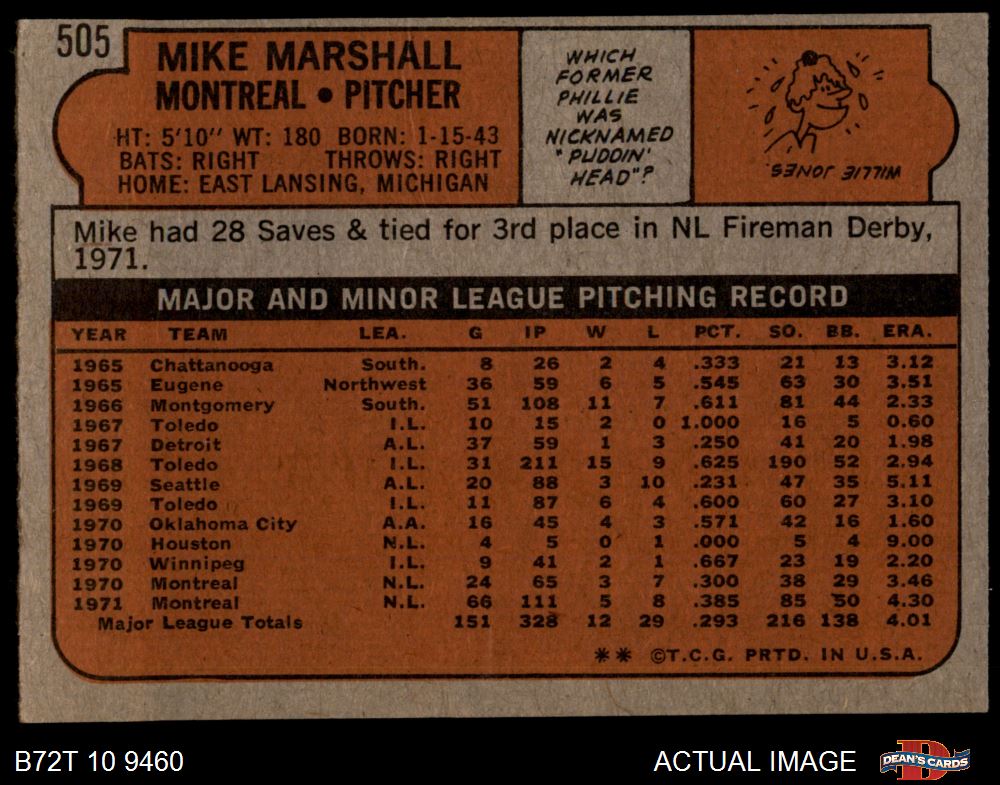 505
MIKE MARSHALL
MONTREAL • PITCHER
HT: 5'10" WT: 180 BORN: 1-15-43
BATS: RIGHT THROWS: RIGHT
HOME: EAST LANSING, MICHIGAN
WHICH
FORMER
PHILLIE
WAS
NICKNAMED
"PUDDIN'
HEAD"?
WILLIE JONES.
Mike had 28 Saves & tied for 3rd place in NL Fireman Derby,
1971.
MAJOR AND MINOR LEAGUE PITCHING RECORD
YEAR TEAM LEA. G IP W L PCT. SO. BB. ERA.
1965 Chattanooga South. 8 26 2 4 .333 21 13 3.12
1965 Eugene Northwest 36 59 6 5 .545 63 30 3.51
1966 Montgomery South. 51 108 11 7 .611 81 44 2.33
1967 Toledo I.L. 10 15 2 0 1.000 16 5 0.60
1967 Detroit A.L. 37 59 1 3 .250 41 20 1.98
1968 Toledo I.L. 31 211 15 9 .625 190 52 2.94
1969 Seattle A.L. 20 88 3 10 .231 47 35 5.11
1969 Toledo I.L. 11 87 6 4 .600 60 27 3.10
1970 Oklahoma City A.A. 16 45 4 3 .571 42 16 1.60
1970 Houston N.L. 4 5 0 1 .000 5 4 9.00
1970 Winnipeg I.L. 9 41 2 1 .667 23 19 2.20
1970 Montreal N.L. 24 65 3 7 .300 38 29 3.46
1971 Montreal N.L. 66 111 5 8 .385 85 50 4.30
Major League Totals 151 328 12 29 .293 216 138 4.01
** ©T.C.G. PRTD. IN U.S.A.
B72T 10 9460
ACTUAL IMAGE
D
DEAN'S CARDS